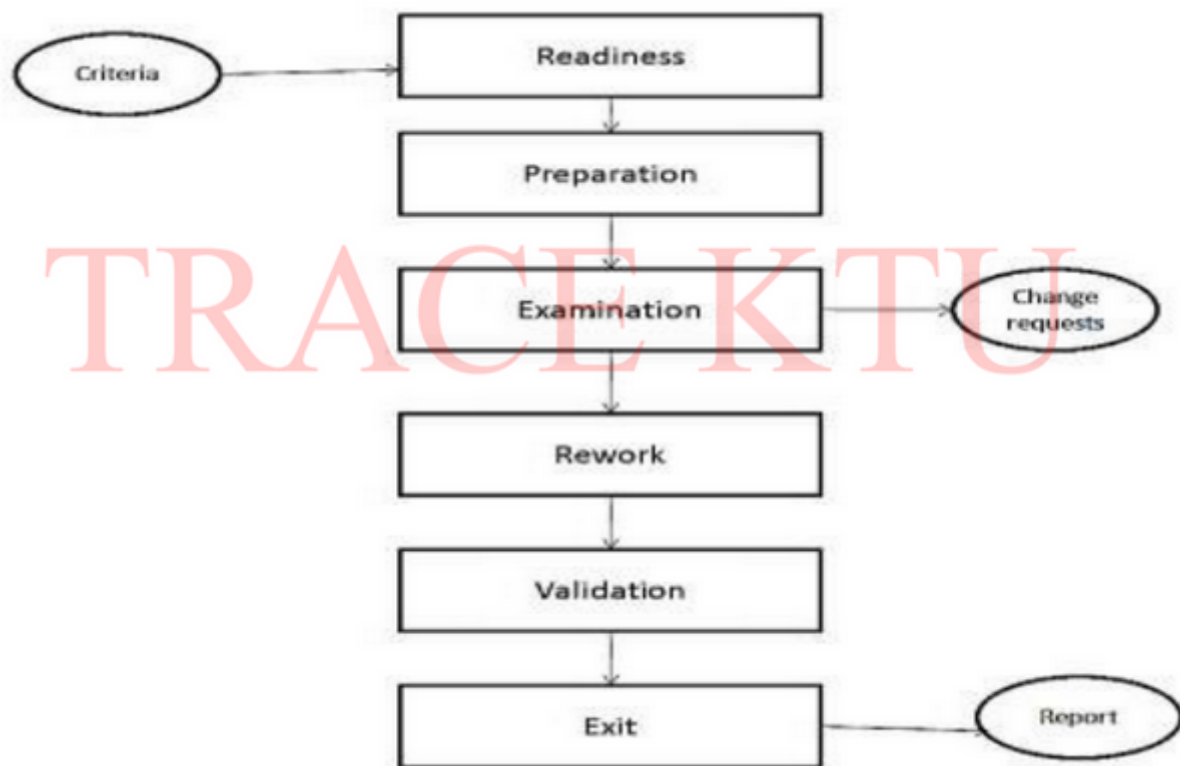 Criteria
Readiness
Preparation
TRACE KTU
Examination
Change
requests
Rework
Validation
Exit
Report